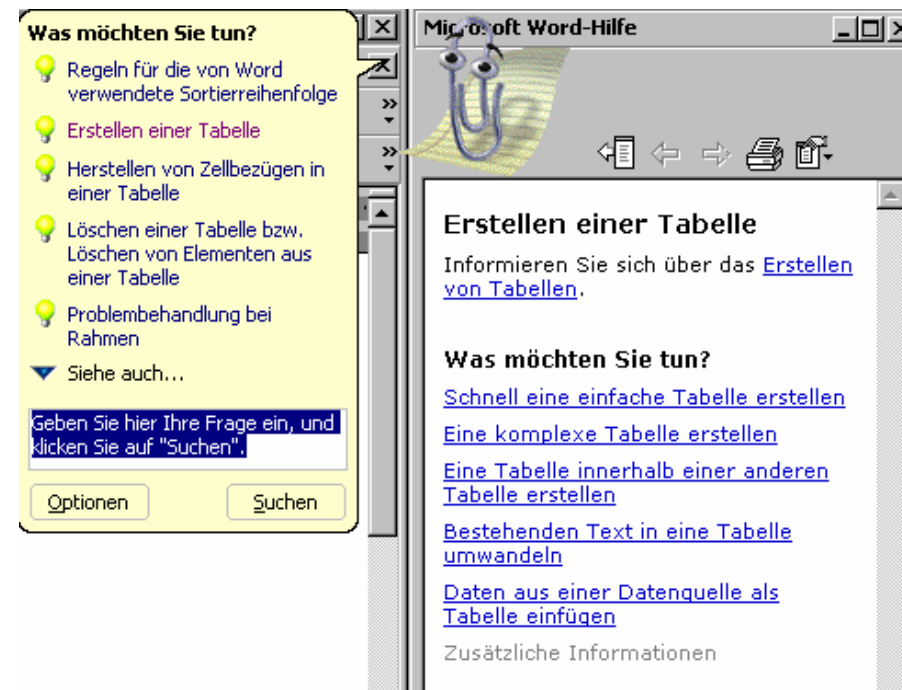 Was möchten Sie tun?
Regeln für die von Word
verwendete Sortierreihenfolge
Erstellen einer Tabelle
Herstellen von Zellbezügen in
einer Tabelle
Löschen einer Tabelle bzw.
Löschen von Elementen aus
einer Tabelle
Problembehandlung bei
Rahmen
Siehe auch...
Geben Sie hier Ihre Frage ein, und
klicken Sie auf "Suchen".
Optionen
Suchen
Microsoft Word-Hilfe
Erstellen einer Tabelle
Informieren Sie sich über das Erstellen
von Tabellen.
Was möchten Sie tun?
Schnell eine einfache Tabelle erstellen
Eine komplexe Tabelle erstellen
Eine Tabelle innerhalb einer anderen
Tabelle erstellen
Bestehenden Text in eine Tabelle
umwandeln
Daten aus einer Datenquelle als
Tabelle einfügen
Zusätzliche Informationen